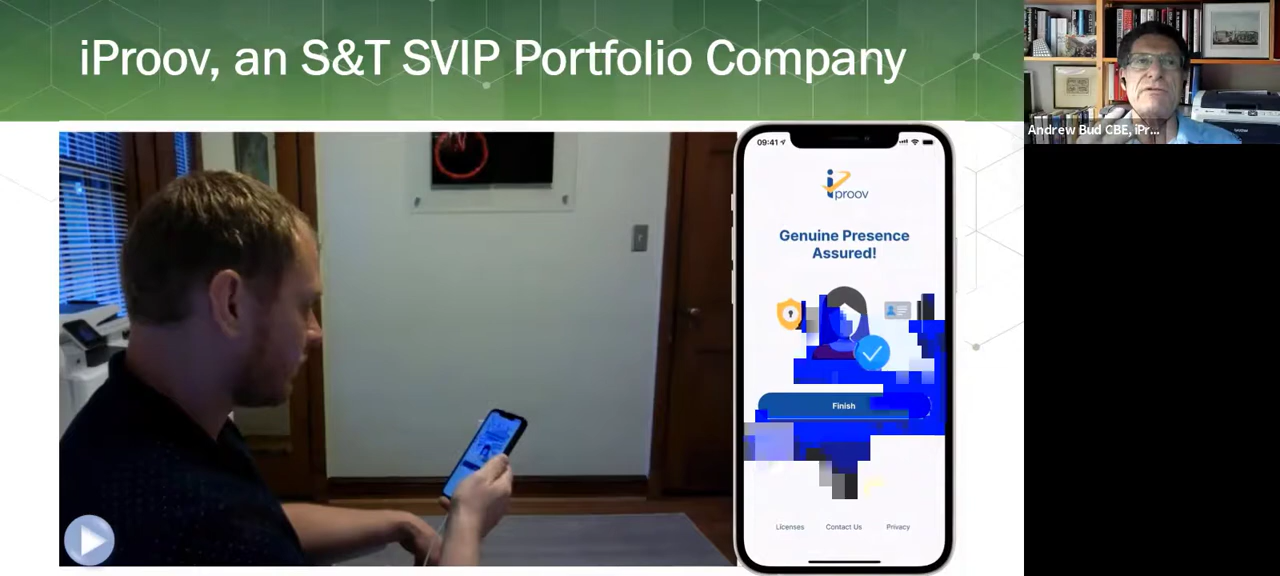 iProov, an S&T SVIP Portfolio Company
Andrew Bud CBE, iPr...
09:41
iproov
Genuine Presence
Assured!
Finish
Licenses
Contact Us
Privacy